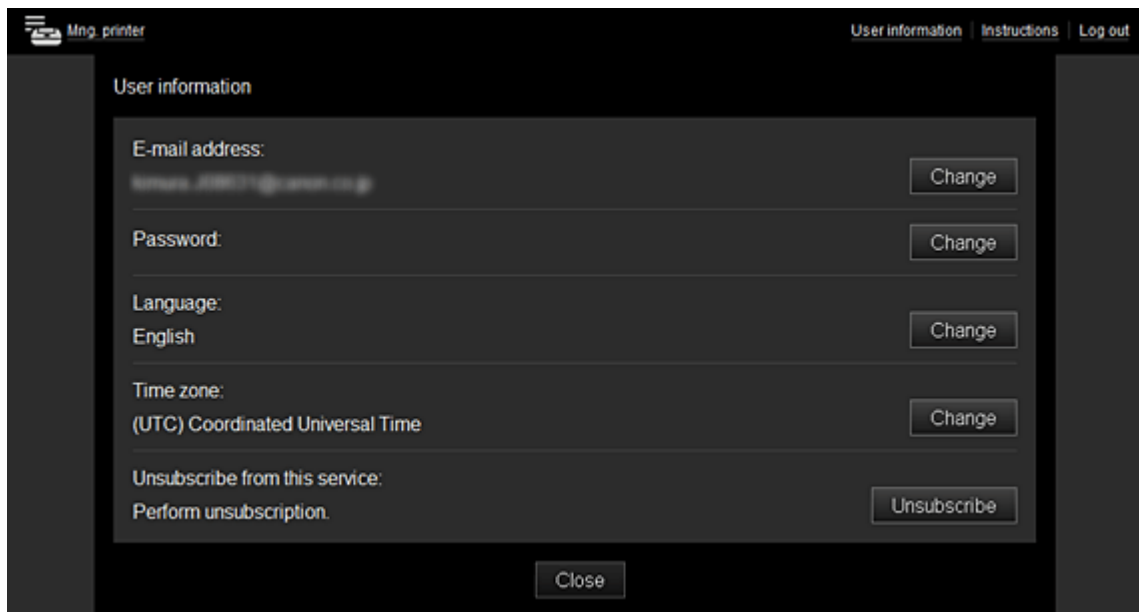 Mng. printer
User information
Instructions
Log out
User information
E-mail address:
Change
Password:
Change
Language:
English
Change
Time zone:
(UTC) Coordinated Universal Time
Change
Unsubscribe from this service:
Perform unsubscription.
Unsubscribe
Close